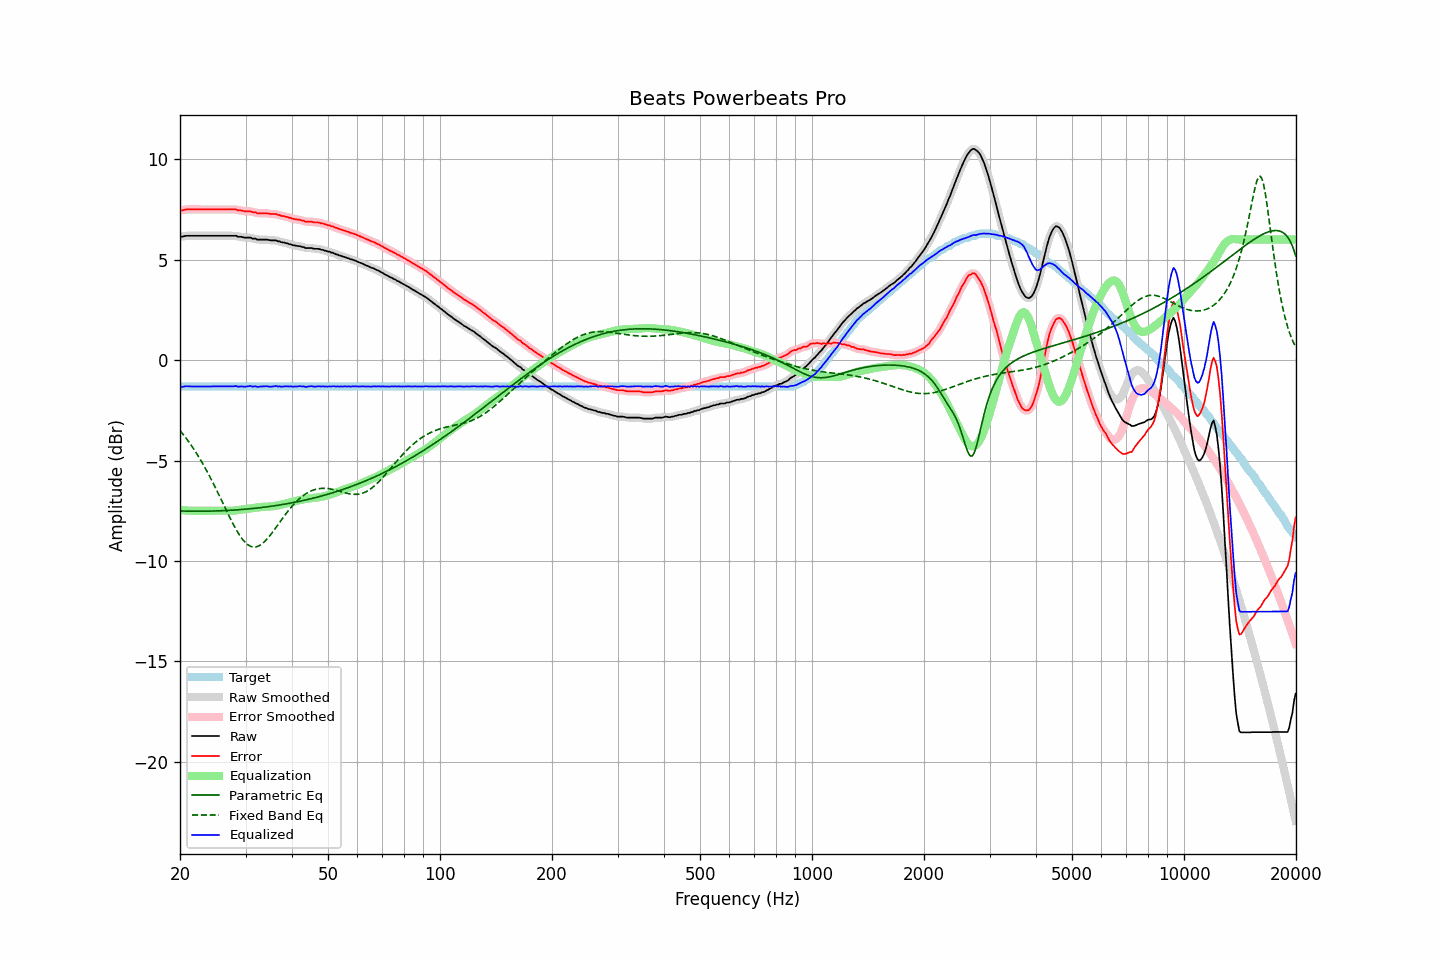 Beats Powerbeats Pro
Amplitude (dBr)
10
5
0
−5
−10
−15
−20
Target
Raw Smoothed
Error Smoothed
Raw
Error
Equalization
Parametric Eq
Fixed Band Eq
Equalized
20 50 100 200 500 1000 2000 5000 10000 20000
Frequency (Hz)